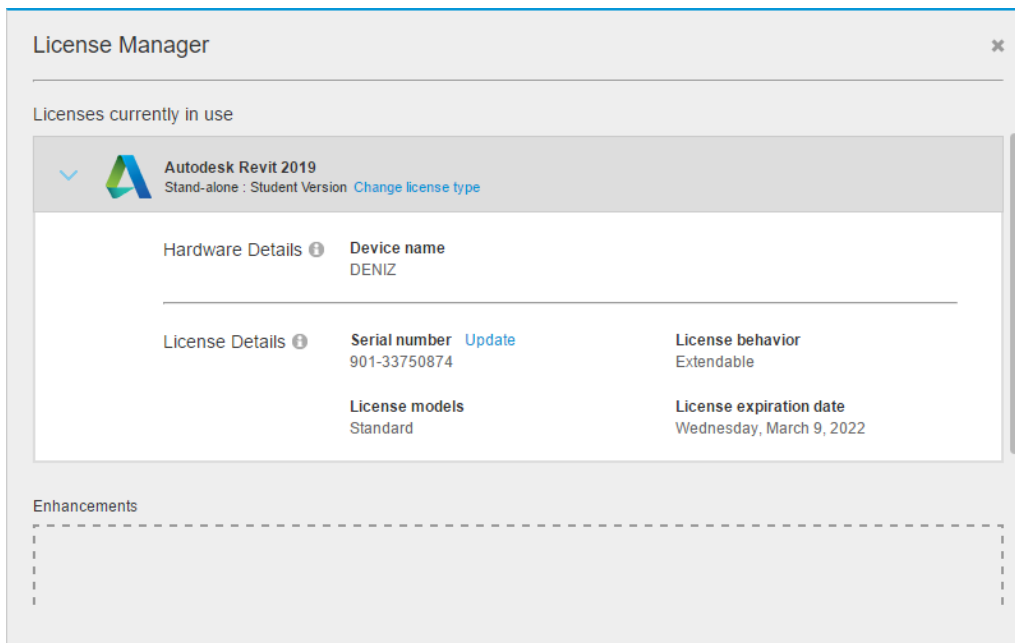 License Manager
Licenses currently in use
Autodesk Revit 2019
Stand-alone : Student Version Change license type
Hardware Details
Device name
DENIZ
License Details
Serial number Update
901-33750874
License behavior
Extendable
License models
Standard
License expiration date
Wednesday, March 9, 2022
Enhancements